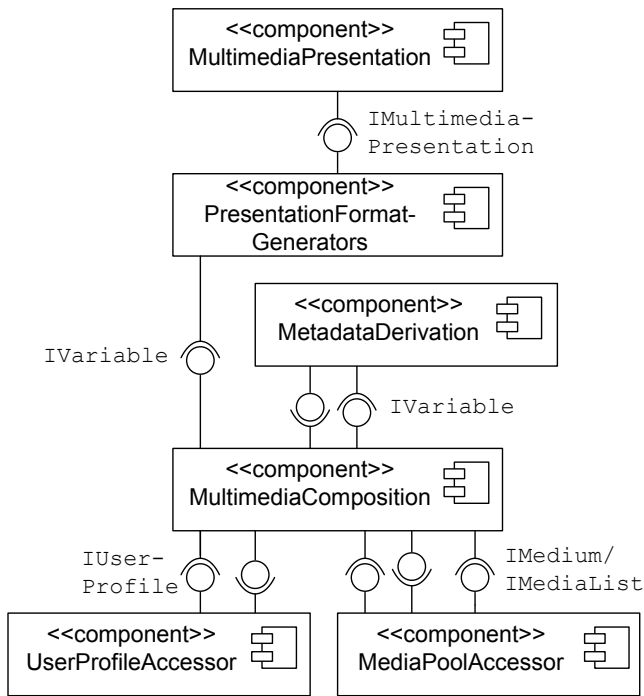 <<component>>
MultimediaPresentation
IMultimedia-
Presentation
<<component>>
PresentationFormat-
Generators
<<component>>
MetadataDerivation
IVariable
IVariable
<<component>>
MultimediaComposition
IUser-
Profile
IMedium/
IMediaList
<<component>>
UserProfileAccessor
<<component>>
MediaPoolAccessor